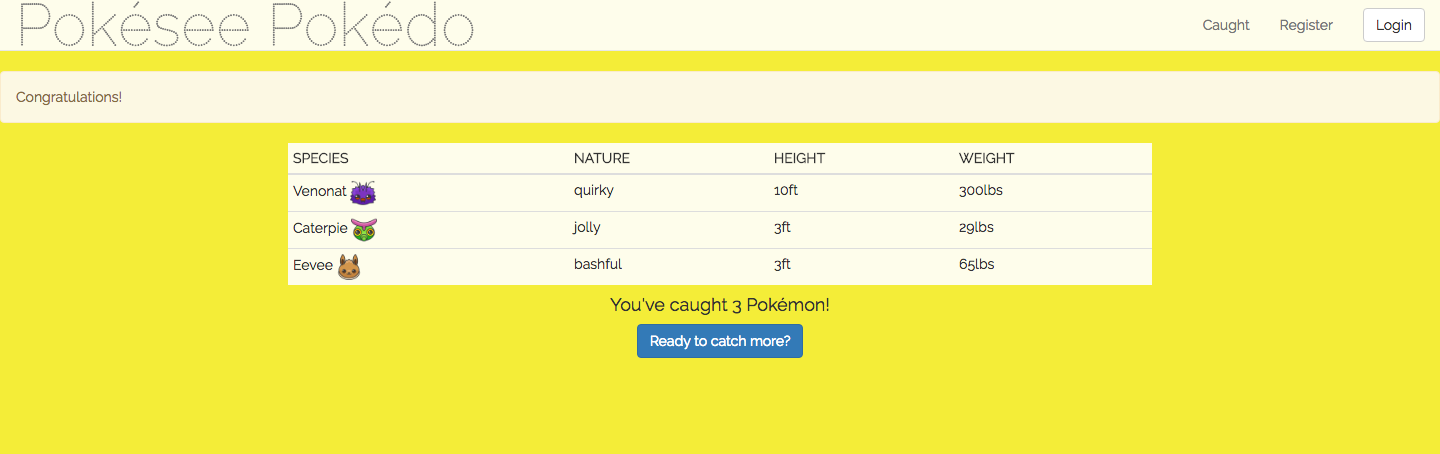 Pokésee Pokédo Caught Register Login
Congratulations!
SPECIES NATURE HEIGHT WEIGHT
Venonat quirky 10ft 300lbs
Caterpie jolly 3ft 29lbs
Eevee bashful 3ft 65lbs
You've caught 3 Pokémon!
Ready to catch more?